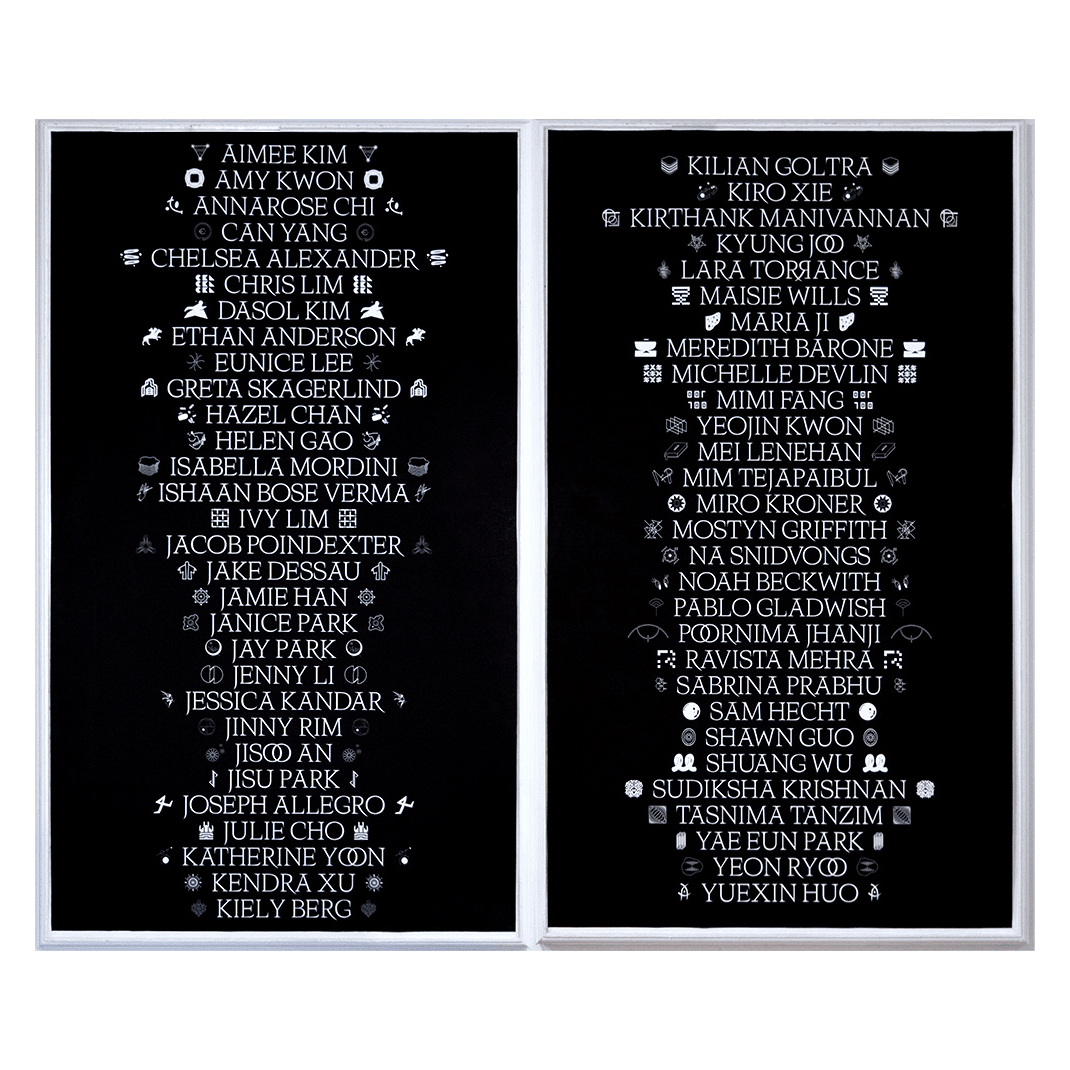 AIMEE KIM
AMY KWON
ANNAROSE CHI
CAN YANG
CHELSEA ALEXANDER
CHRIS LIM
DASOL KIM
ETHAN ANDERSON
EUNICE LEE
GRETA SKAGERLIND
HAZEL CHAN
HELEN GAO
ISABELLA MORDINI
ISHAAN BOSE VERMA
IVY LIM
JACOB POINDEXTER
JAKE DESSAU
JAMIE HAN
JANICE PARK
JAY PARK
JENNY LI
JESSICA KANDAR
JINNY RIM
JISOO AN
JISU PARK
JOSEPH ALLEGRO
JULIE CHO
KATHERINE YOON
KENDRA XU
KIELY BERG
KILIAN GOLTRA
KIRO XIE
KIRTHANK MANIVANNAN
KYUNG JOO
LARA TORRANCE
MAISIE WILLS
MARIA JI
MEREDITH BARONE
MICHELLE DEVLIN
MIMI FANG
YEOJIN KWON
MEI LENEHAN
MIM TEJAPAIBUL
MIRO KRONER
MOSTYN GRIFFITH
NA SNIDVONGS
NOAH BECKWITH
PABLO GLADWISH
POORNIMA JHANJI
RAVISTA MEHRA
SABRINA PRABHU
SAM HECHT
SHAWN GUO
SHUANG WU
SUDIKSHA KRISHNAN
TASNIMA TANZIM
YAE EUN PARK
YEON RYOO
YUEXIN HUO